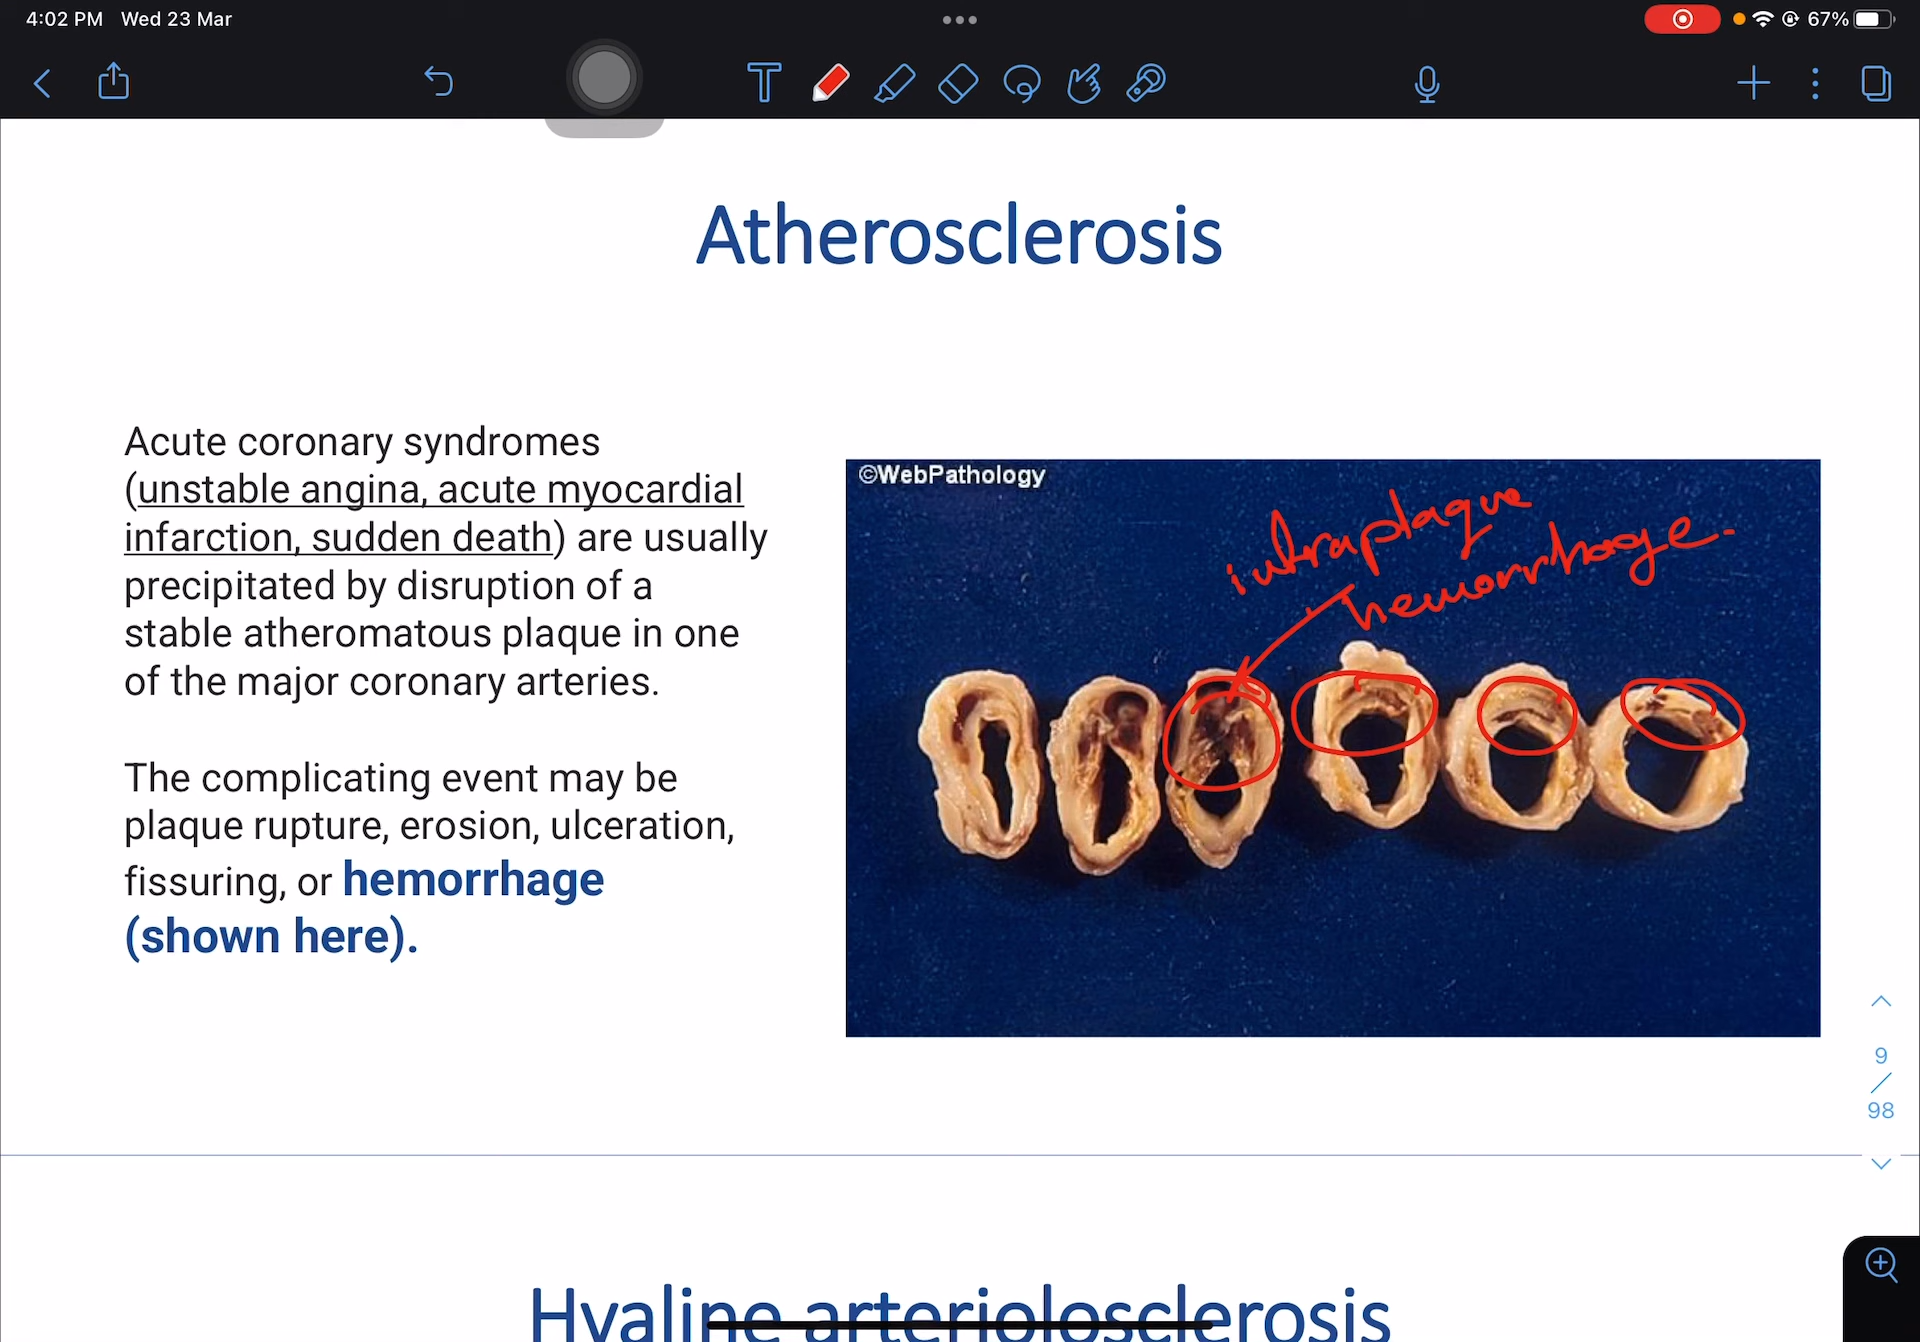 4:02 PM Wed 23 Mar
67%
Atherosclerosis
Acute coronary syndromes
(unstable angina, acute myocardial
infarction, sudden death) are usually
precipitated by disruption of a
stable atheromatous plaque in one
of the major coronary arteries.
The complicating event may be
plaque rupture, erosion, ulceration,
fissuring, or hemorrhage
(shown here).
©WebPathology
intraplaque
hemorrhage.
9
/
98
Hyaline arteriolosclerosis